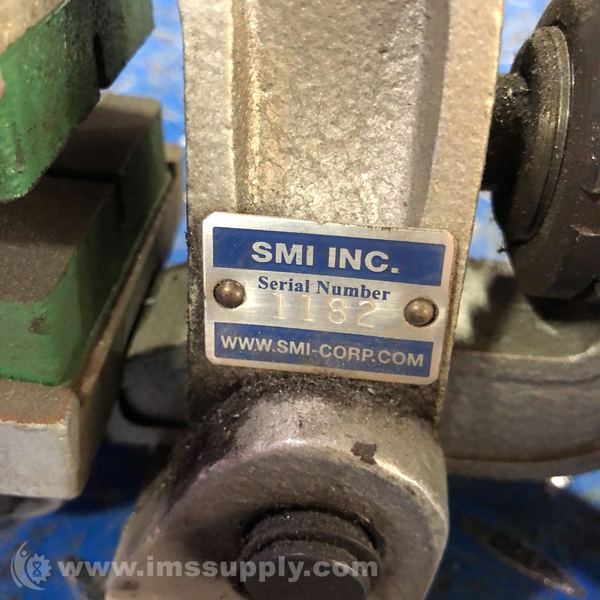 SMI INC.
Serial Number
1182
WWW.SMI-CORP.COM
www.imssupply.com